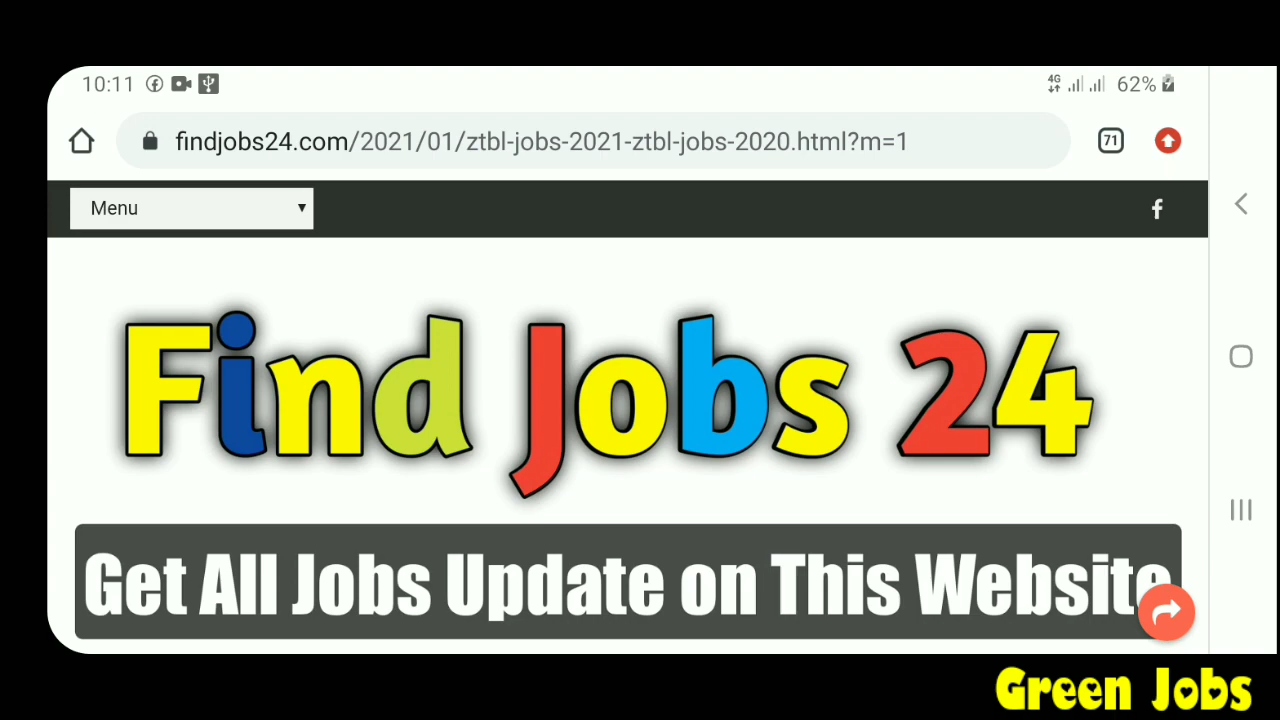 10:11 4G 62%
findjobs24.com/2021/01/ztbl-jobs-2021-ztbl-jobs-2020.html?m=1 71
Menu
Find Jobs 24
Get All Jobs Update on This Website
Green Jobs